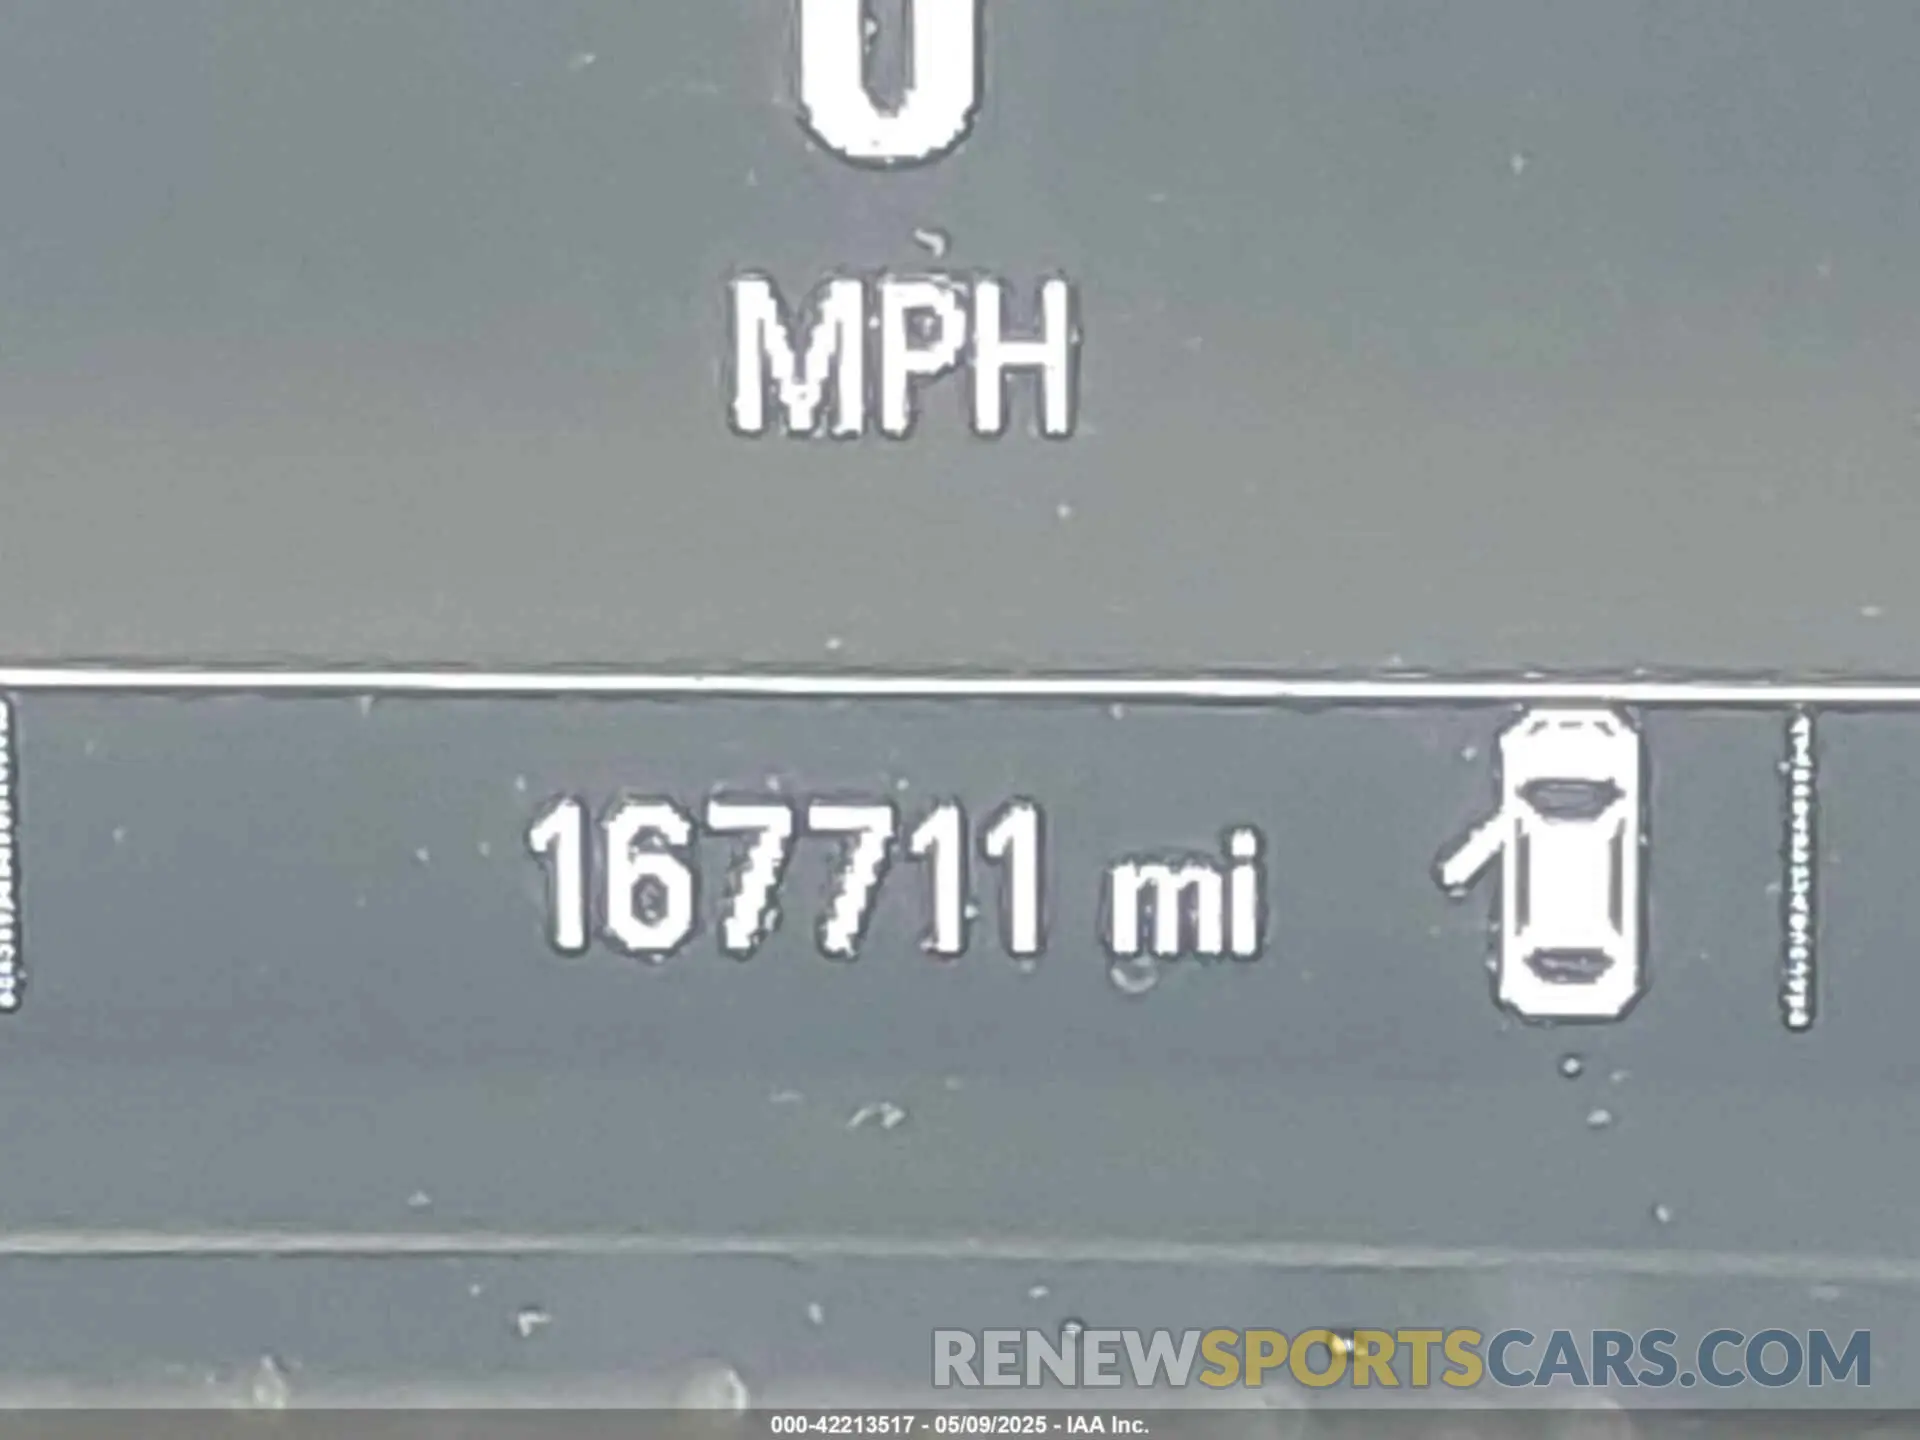 0
MPH
167711 mi
RENEWSPORTSCARS.COM
000-42213517 - 05/09/2025 - IAA Inc.